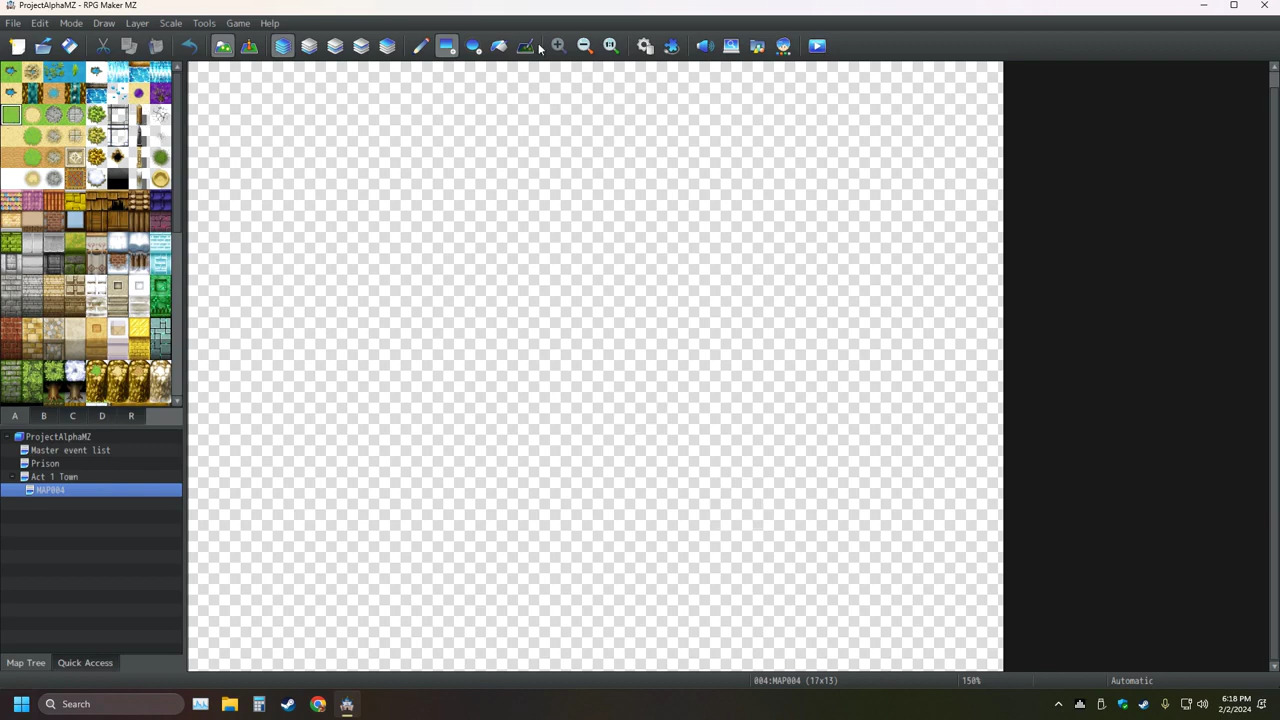 ProjectAlphaMZ - RPG Maker MZ
File Edit Mode Draw Layer Scale Tools Game Help
A B C D R
ProjectAlphaMZ
Master event list
Prison
Act 1 Town
MAP004
Map Tree Quick Access
004:MAP004 (17x13) 150% Automatic
Search
6:18 PM
2/2/2024